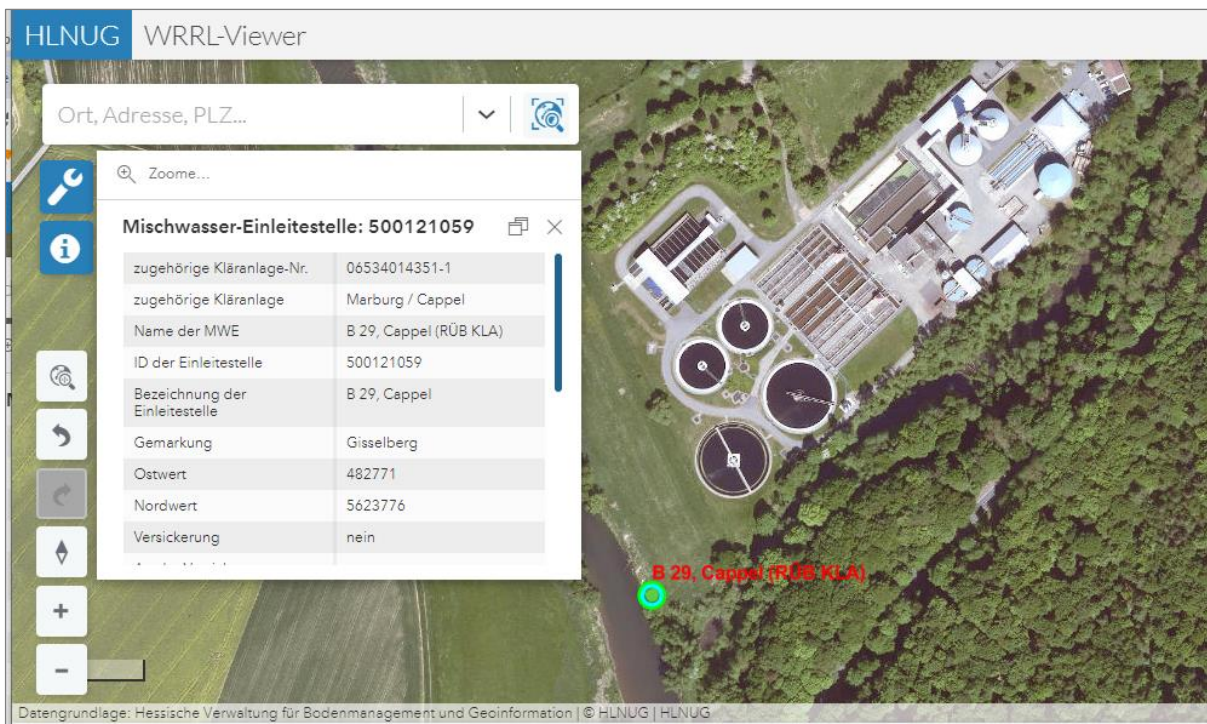 HLNUG WRRL-Viewer
Ort, Adresse, PLZ...
Zoome...
Mischwasser-Einleitestelle: 500121059
zugehörige Kläranlage-Nr. 06534014351-1
zugehörige Kläranlage Marburg / Cappel
Name der MWE B 29, Cappel (RÜB KLA)
ID der Einleitestelle 500121059
Bezeichnung der Einleitestelle B 29, Cappel
Gemarkung Gisselberg
Ostwert 482771
Nordwert 5623776
Versickerung nein
B 29, Cappel (RÜB KLA)
Datengrundlage: Hessische Verwaltung für Bodenmanagement und Geoinformation | © HLNUG | HLNUG